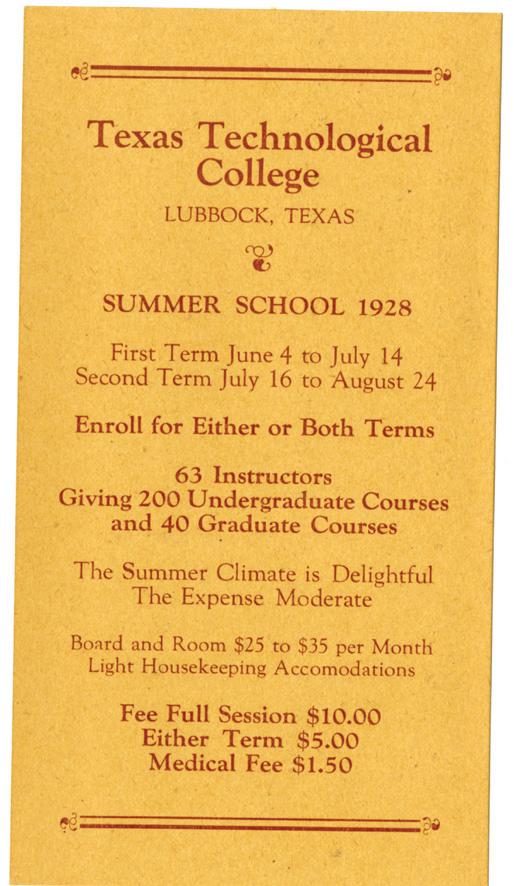 Texas Technological
College
LUBBOCK, TEXAS
SUMMER SCHOOL 1928
First Term June 4 to July 14
Second Term July 16 to August 24
Enroll for Either or Both Terms
63 Instructors
Giving 200 Undergraduate Courses
and 40 Graduate Courses
The Summer Climate is Delightful
The Expense Moderate
Board and Room $25 to $35 per Month
Light Housekeeping Accomodations
Fee Full Session $10.00
Either Term $5.00
Medical Fee $1.50